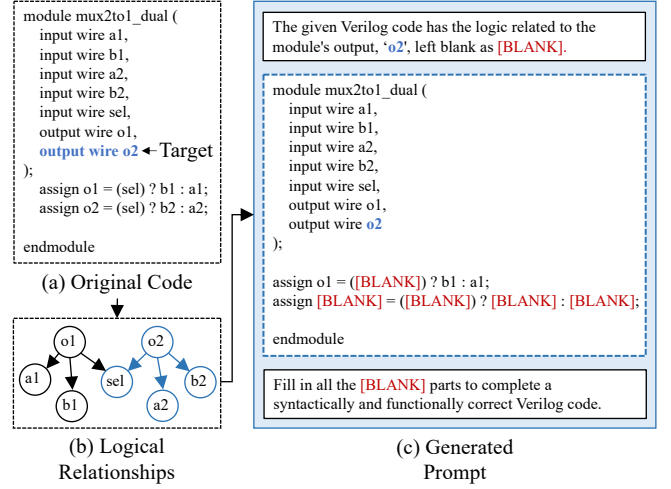 module mux2to1_dual (
input wire a1,
input wire b1,
input wire a2,
input wire b2,
input wire sel,
output wire o1,
output wire o2 Target
);
assign o1 = (sel) ? b1 : a1;
assign o2 = (sel) ? b2 : a2;
endmodule
(a) Original Code
o1
o2
a1
sel
b2
b1
a2
(b) Logical
Relationships
The given Verilog code has the logic related to the
module's output, ‘o2', left blank as [BLANK].
module mux2to1_dual (
input wire a1,
input wire b1,
input wire a2,
input wire b2,
input wire sel,
output wire o1,
output wire o2
);
assign o1 = ([BLANK]) ? b1 : a1;
assign [BLANK] = ([BLANK]) ? [BLANK] : [BLANK];
endmodule
Fill in all the [BLANK] parts to complete a
syntactically and functionally correct Verilog code.
(c) Generated
Prompt